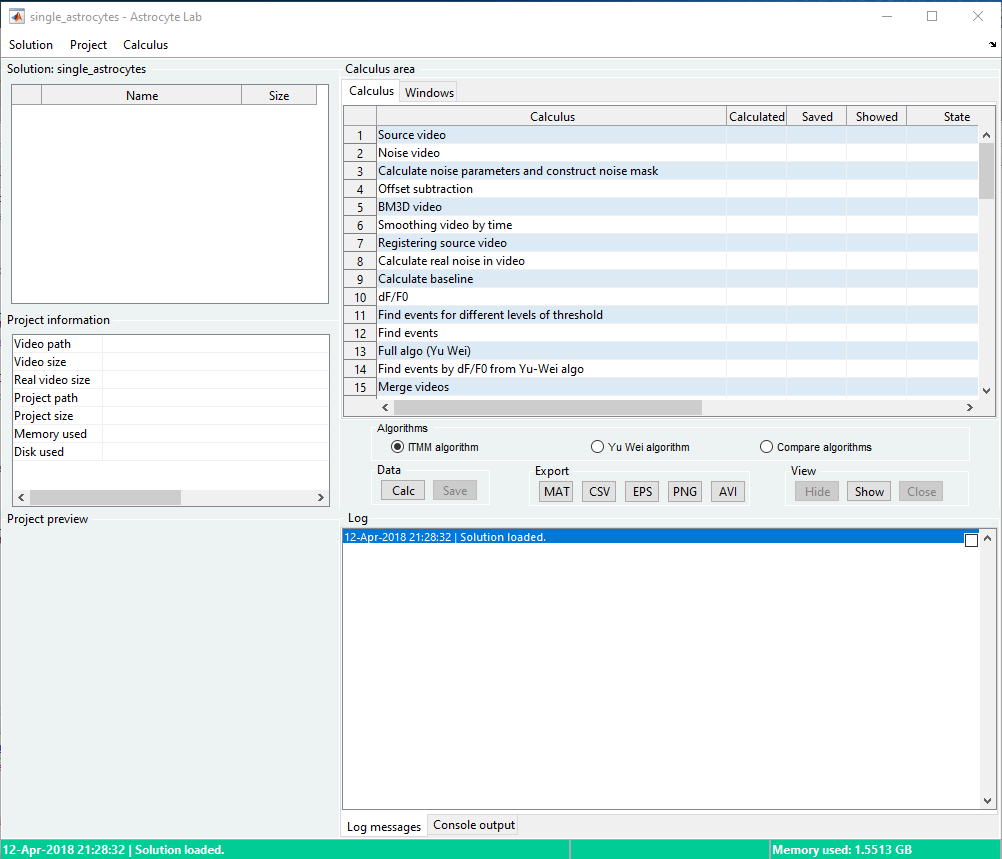 single_astrocytes - Astrocyte Lab
Solution Project Calculus
Solution: single_astrocytes
Name Size
Project information
Video path
Video size
Real video size
Project path
Project size
Memory used
Disk used
Project preview
Calculus area
Calculus Windows
Calculus Calculated Saved Showed State
1 Source video
2 Noise video
3 Calculate noise parameters and construct noise mask
4 Offset subtraction
5 BM3D video
6 Smoothing video by time
7 Registering source video
8 Calculate real noise in video
9 Calculate baseline
10 dF/F0
11 Find events for different levels of threshold
12 Find events
13 Full algo (Yu Wei)
14 Find events by dF/F0 from Yu-Wei algo
15 Merge videos
Algorithms
ITMM algorithm Yu Wei algorithm Compare algorithms
Data Export View
Calc Save MAT CSV EPS PNG AVI Hide Show Close
Log
12-Apr-2018 21:28:32 | Solution loaded.
Log messages Console output
12-Apr-2018 21:28:32 | Solution loaded. Memory used: 1.5513 GB